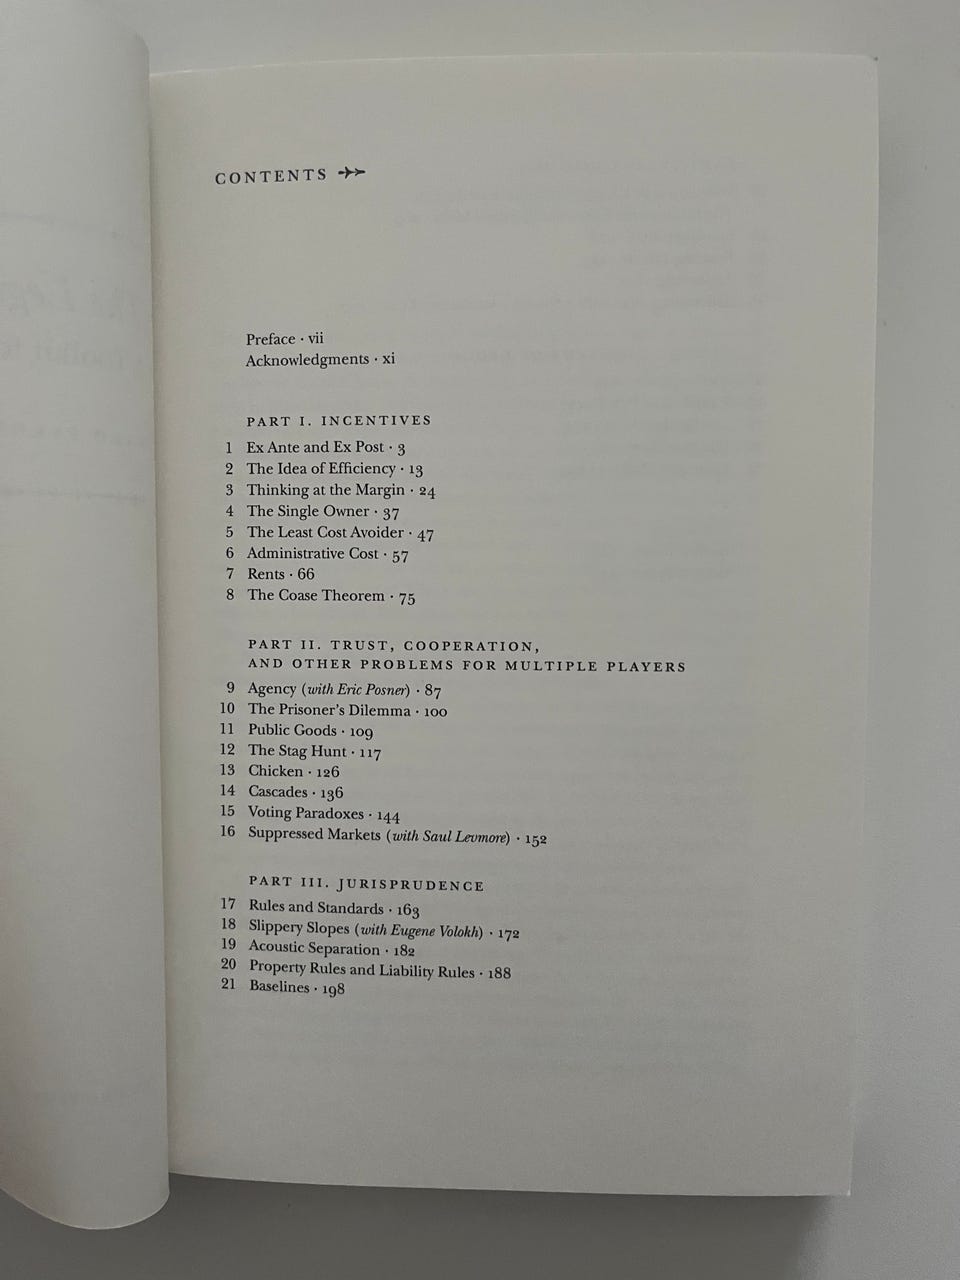 CONTENTS
Preface · vii
Acknowledgments · xi
PART I. INCENTIVES
1 Ex Ante and Ex Post · 3
2 The Idea of Efficiency · 13
3 Thinking at the Margin · 24
4 The Single Owner · 37
5 The Least Cost Avoider · 47
6 Administrative Cost · 57
7 Rents · 66
8 The Coase Theorem · 75
PART II. TRUST, COOPERATION,
AND OTHER PROBLEMS FOR MULTIPLE PLAYERS
9 Agency (with Eric Posner) · 87
10 The Prisoner's Dilemma · 100
11 Public Goods · 109
12 The Stag Hunt · 117
13 Chicken · 126
14 Cascades · 136
15 Voting Paradoxes · 144
16 Suppressed Markets (with Saul Levmore) · 152
PART III. JURISPRUDENCE
17 Rules and Standards · 163
18 Slippery Slopes (with Eugene Volokh) · 172
19 Acoustic Separation · 182
20 Property Rules and Liability Rules · 188
21 Baselines · 198